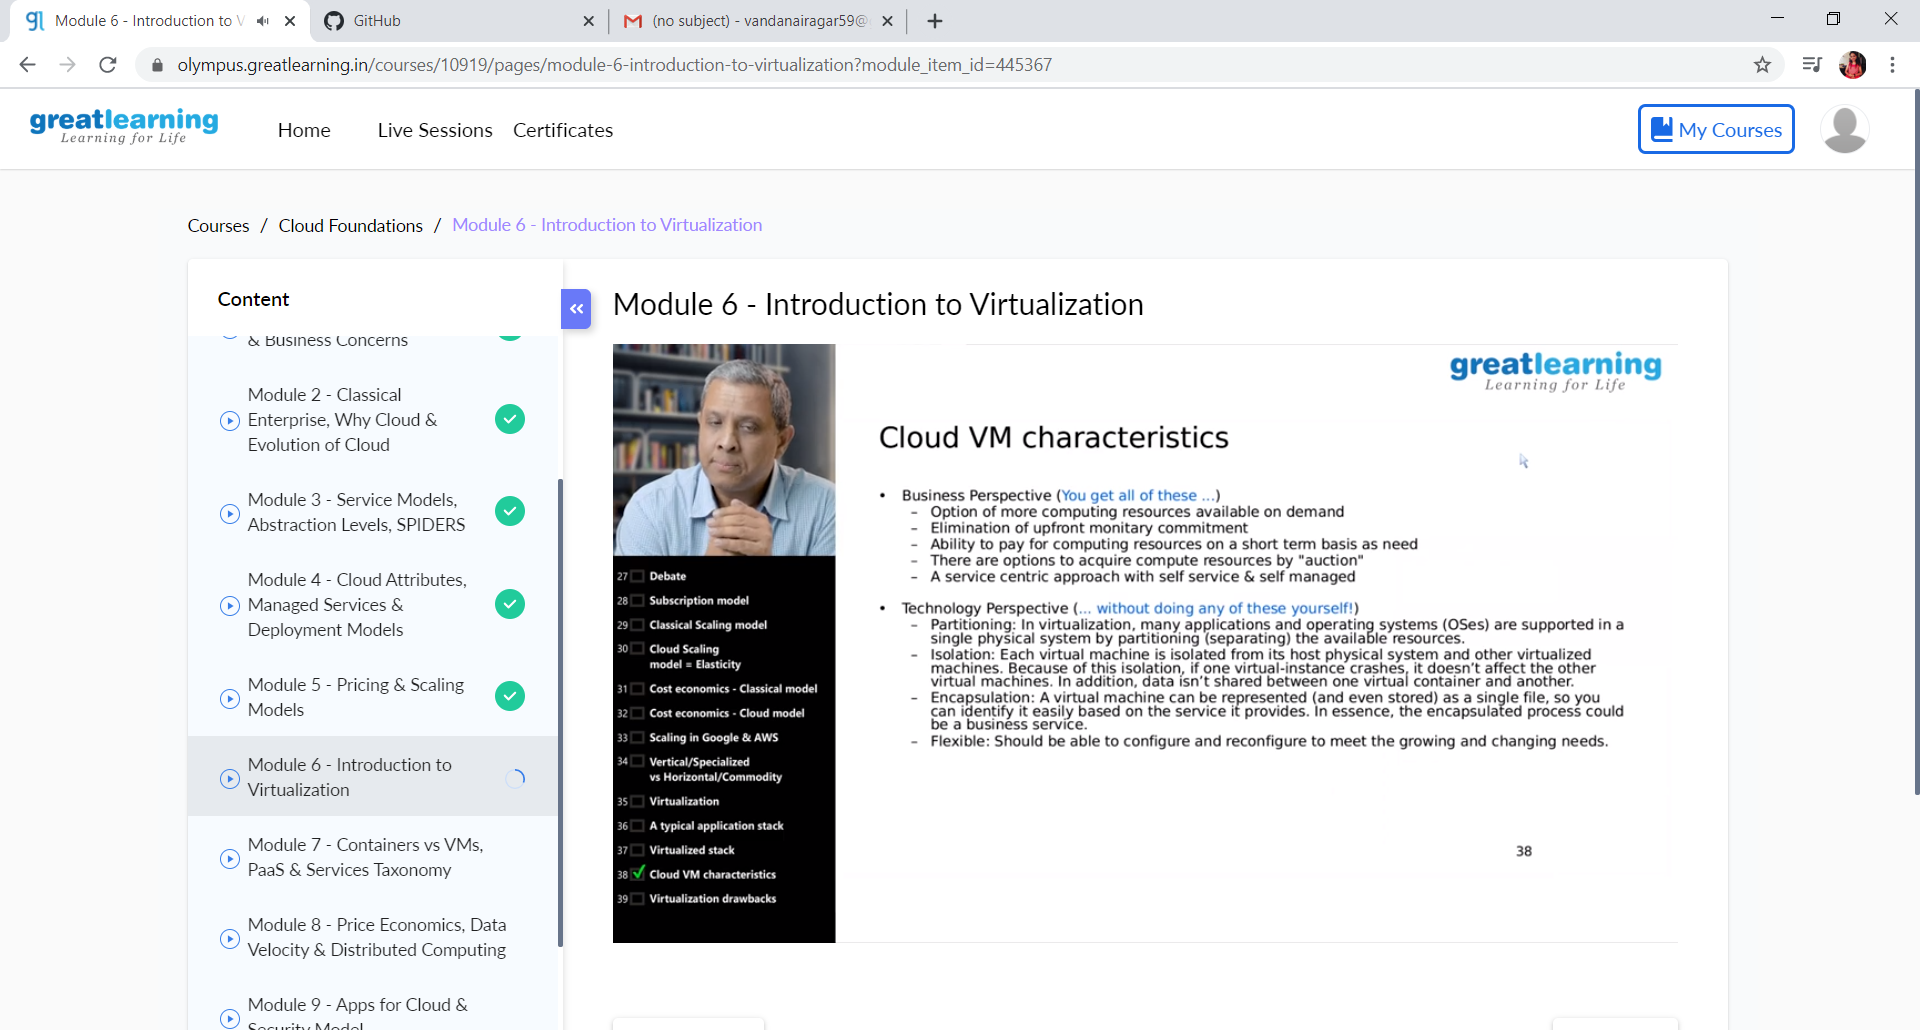 Module 6 - Introduction to V
GitHub
(no subject) - vandanairagar59@
olympus.greatlearning.in/courses/10919/pages/module-6-introduction-to-virtualization?module_item_id=445367
greatlearning
Learning for Life
Home
Live Sessions
Certificates
My Courses
Courses / Cloud Foundations / Module 6 - Introduction to Virtualization
Content
& Business Concerns
Module 2 - Classical
Enterprise, Why Cloud &
Evolution of Cloud
Module 3 - Service Models,
Abstraction Levels, SPIDERS
Module 4 - Cloud Attributes,
Managed Services &
Deployment Models
Module 5 - Pricing & Scaling
Models
Module 6 - Introduction to
Virtualization
Module 7 - Containers vs VMs,
PaaS & Services Taxonomy
Module 8 - Price Economics, Data
Velocity & Distributed Computing
Module 9 - Apps for Cloud &
Security Model
Module 6 - Introduction to Virtualization
27 Debate
28 Subscription model
29 Classical Scaling model
30 Cloud Scaling
model = Elasticity
31 Cost economics - Classical model
32 Cost economics - Cloud model
33 Scaling in Google & AWS
34 Vertical/Specialized
vs Horizontal/Commodity
35 Virtualization
36 A typical application stack
37 Virtualized stack
38 Cloud VM characteristics
39 Virtualization drawbacks
greatlearning
Learning for Life
Cloud VM characteristics
• Business Perspective (You get all of these ...)
– Option of more computing resources available on demand
– Elimination of upfront monitary commitment
– Ability to pay for computing resources on a short term basis as need
– There are options to acquire compute resources by "auction"
– A service centric approach with self service & self managed
• Technology Perspective (... without doing any of these yourself!)
– Partitioning: In virtualization, many applications and operating systems (OSes) are supported in a
single physical system by partitioning (separating) the available resources.
– Isolation: Each virtual machine is isolated from its host physical system and other virtualized
machines. Because of this isolation, if one virtual-instance crashes, it doesn't affect the other
virtual machines. In addition, data isn't shared between one virtual container and another.
– Encapsulation: A virtual machine can be represented (and even stored) as a single file, so you
can identify it easily based on the service it provides. In essence, the encapsulated process could
be a business service.
– Flexible: Should be able to configure and reconfigure to meet the growing and changing needs.
38